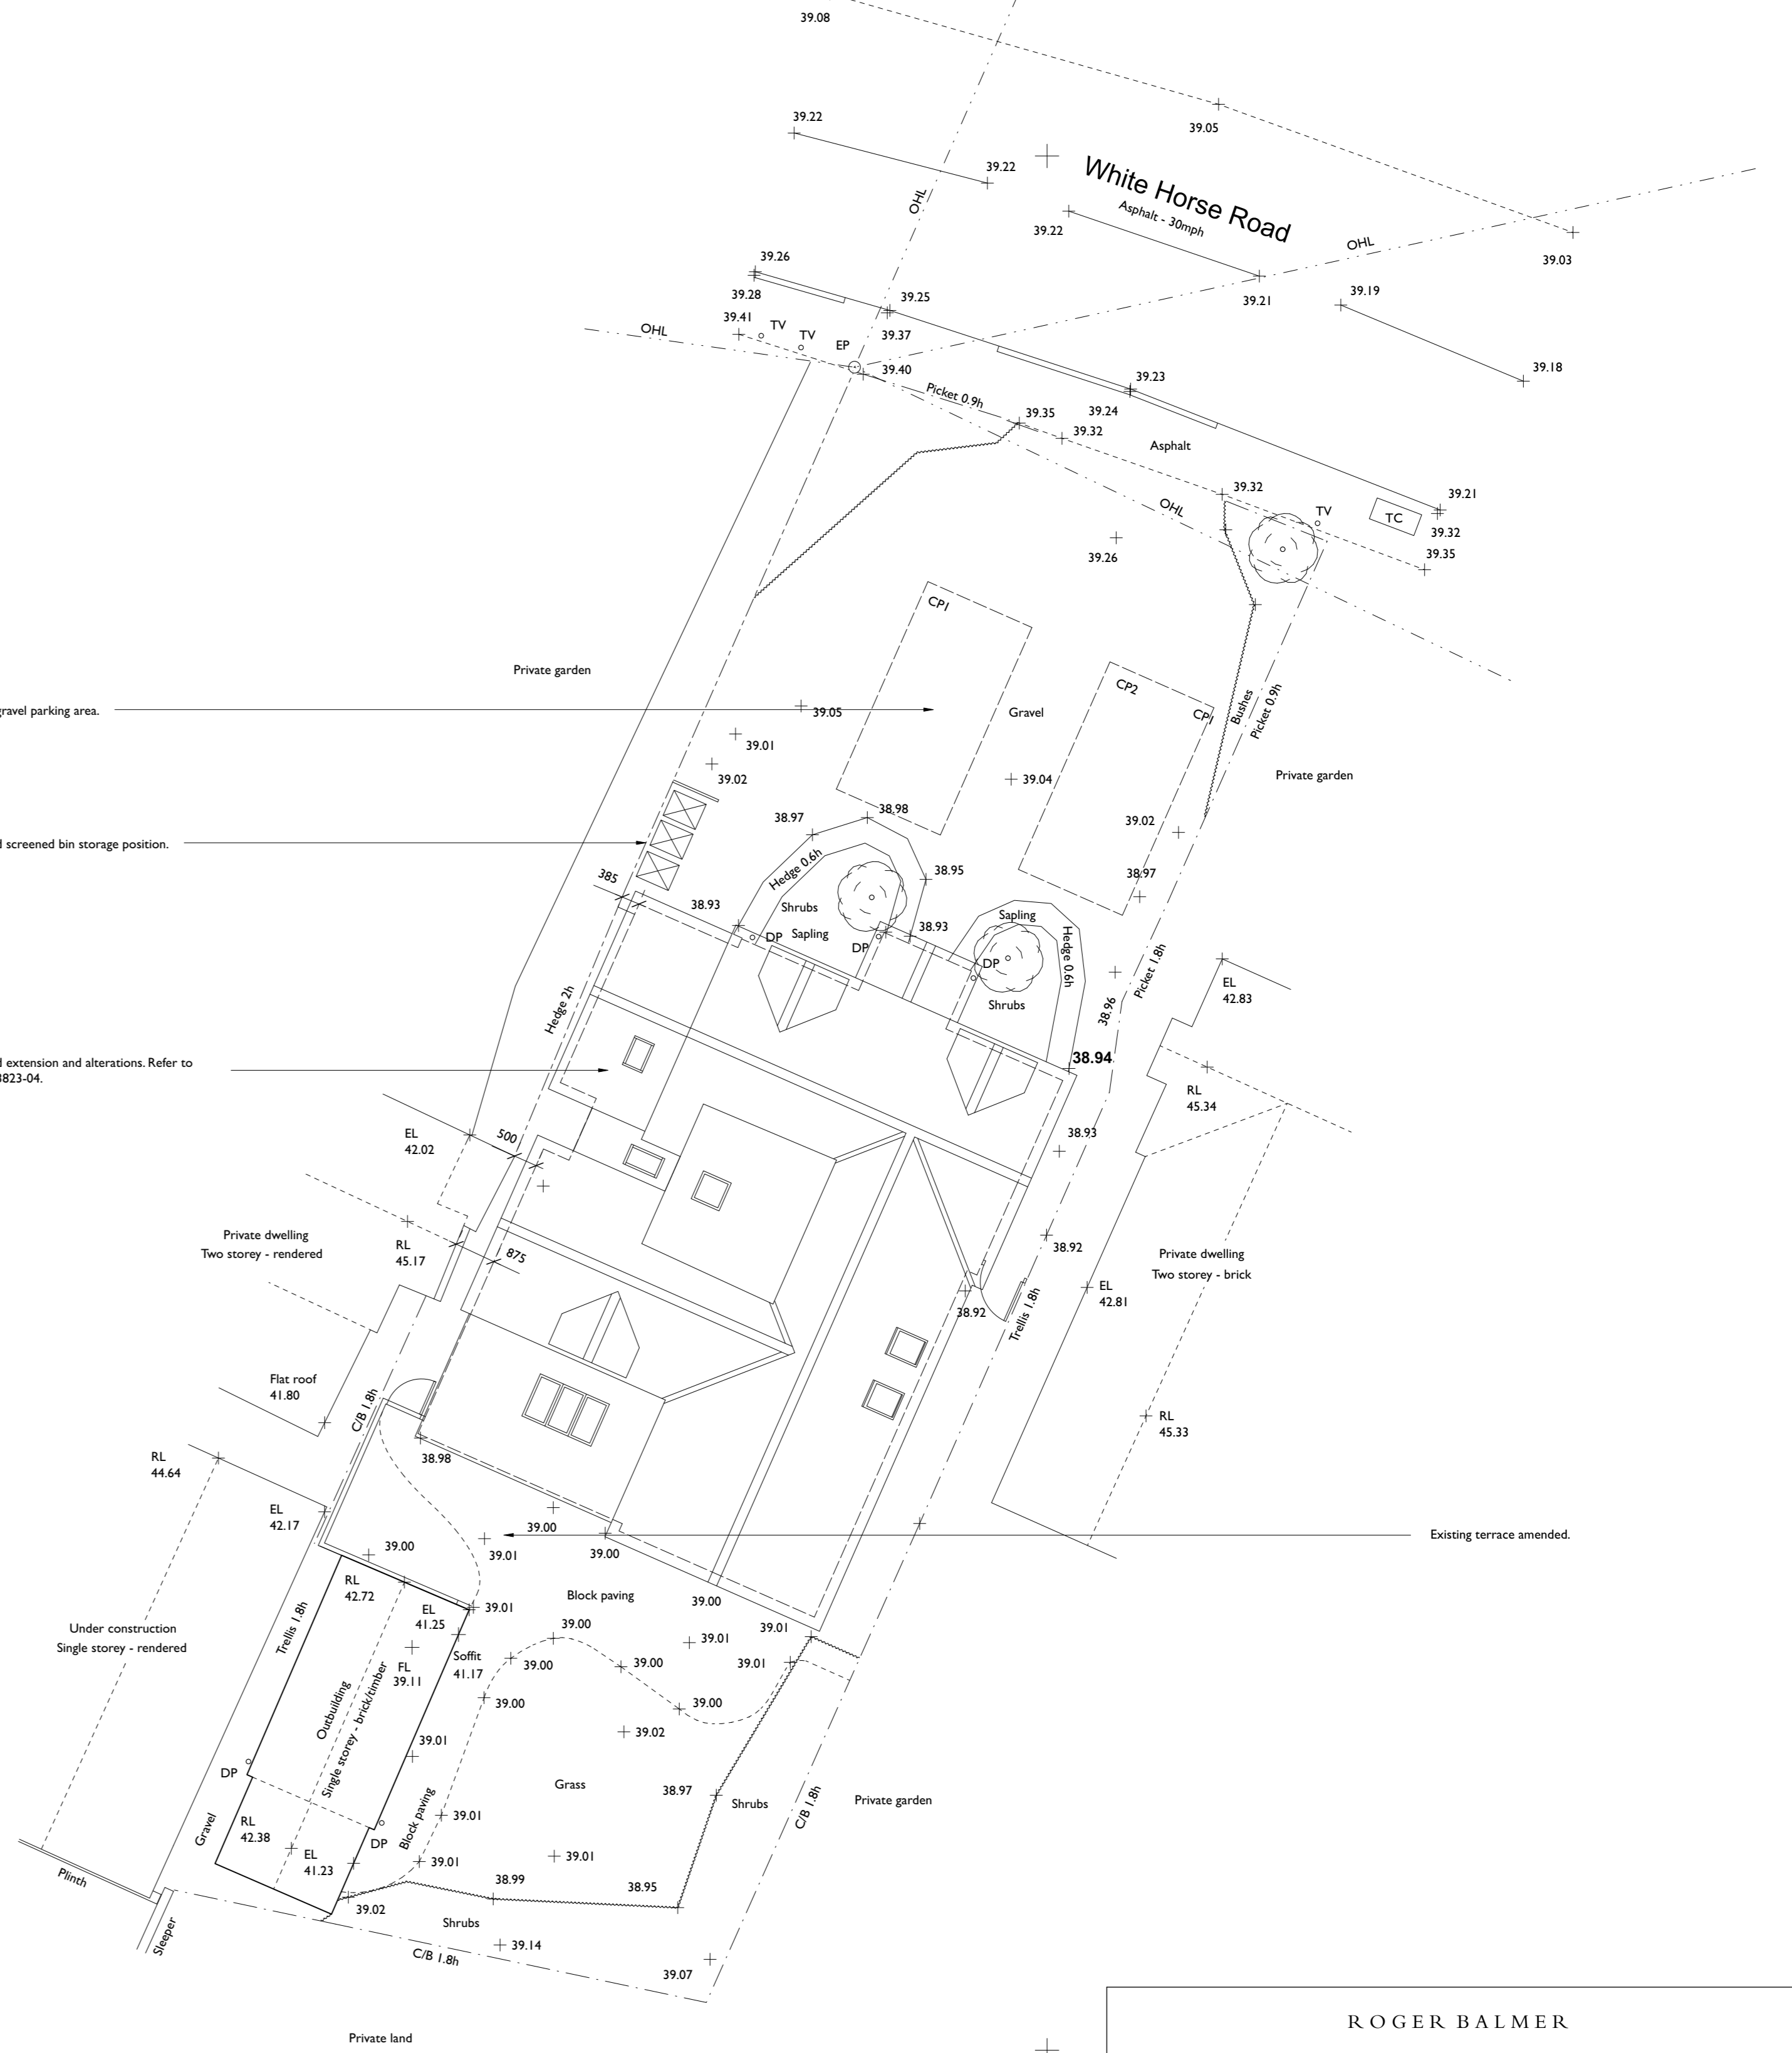 39.08
39.05
39.22
39.22
White Horse Road
Asphalt - 30mph
39.22
OHL
OHL
39.03
39.21
39.19
39.18
39.26
39.28
39.25
39.41
TV
TV
EP
39.37
OHL
39.40
Picket 0.9h
39.23
39.24
39.35
39.32
Asphalt
39.32
39.21
TC
TV
39.32
39.35
OHL
39.26
CP1
Private garden
CP2
CP1
Bushes
Picket 0.9h
gravel parking area.
39.05
Gravel
39.01
39.02
39.04
Private garden
39.02
38.97
38.98
screened bin storage position.
Hedge 0.6h
38.95
38.97
385
38.93
Shrubs
Sapling
DP
DP
38.93
Sapling
DP
Hedge 0.6h
Shrubs
Picket 1.8h
38.96
EL
42.83
Hedge 2h
38.94
extension and alterations. Refer to
3823-04.
RL
45.34
EL
42.02
500
38.93
Private dwelling
Two storey - rendered
RL
45.17
875
38.92
Private dwelling
Two storey - brick
EL
42.81
38.92
Trellis 1.8h
Flat roof
41.80
C/B 1.8h
RL
45.33
38.98
RL
44.64
EL
42.17
39.00
39.00
39.01
39.00
Existing terrace amended.
RL
42.72
EL
41.25
39.01
Block paving
39.00
39.00
39.01
39.01
39.01
Trellis 1.8h
Under construction
Single storey - rendered
Soffit
41.17
FL
39.11
39.00
39.00
39.00
39.00
39.02
Outbuilding
Single storey - brick/timber
39.01
Grass
38.97
Shrubs
C/B 1.8h
Private garden
DP
Gravel
RL
42.38
Block paving
39.01
DP
EL
41.23
39.01
39.01
38.99
38.95
Plinth
39.02
Shrubs
39.14
Sleeper
C/B 1.8h
39.07
Private land
ROGER BALMER